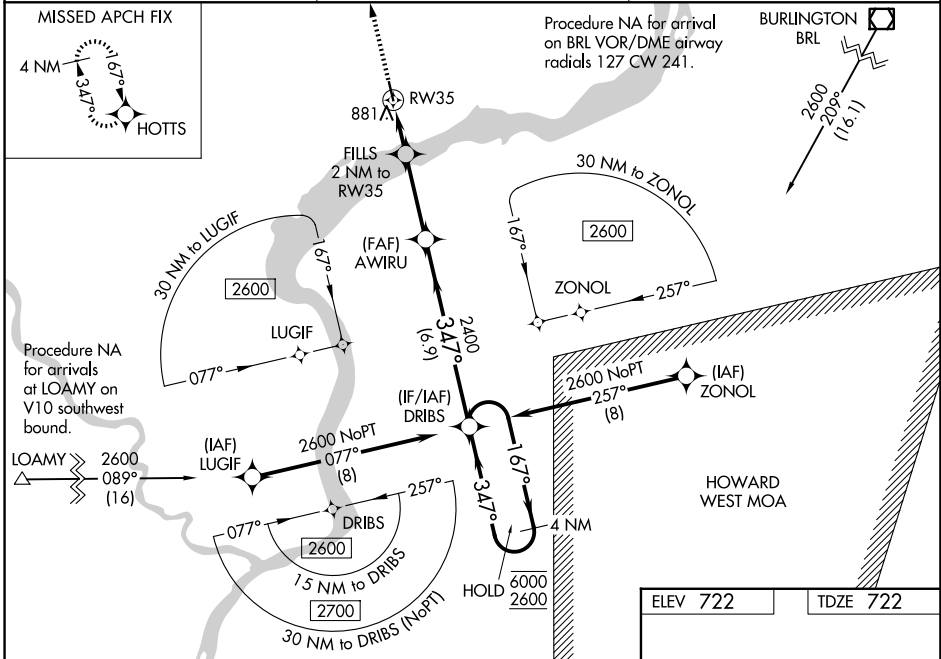 MISSED APCH FIX
4 NM
167°
347°
HOTTS
Procedure NA for arrival
on BRL VOR/DME airway
radials 127 CW 241.
BURLINGTON
BRL
2600
209°
(16.1)
RW35
881
FILLS
2 NM to
RW35
30 NM to LUGIF
167°
2600
LUGIF
077°
(FAF)
AWIRU
30 NM to ZONOL
167°
2600
ZONOL
257°
2400
347°
(6.9)
Procedure NA
for arrivals
at LOAMY on
V10 southwest
bound.
LOAMY
2600
089°
(16)
(IAF)
LUGIF
2600 NoPT
077°
(8)
(IF/IAF)
DRIBS
2600 NoPT
257°
(8)
(IAF)
ZONOL
167°
347°
4 NM
HOLD
6000
2600
HOWARD
WEST MOA
077°
257°
DRIBS
2600
15 NM to DRIBS
2700
30 NM to DRIBS (NoPT)
ELEV 722
TDZE 722